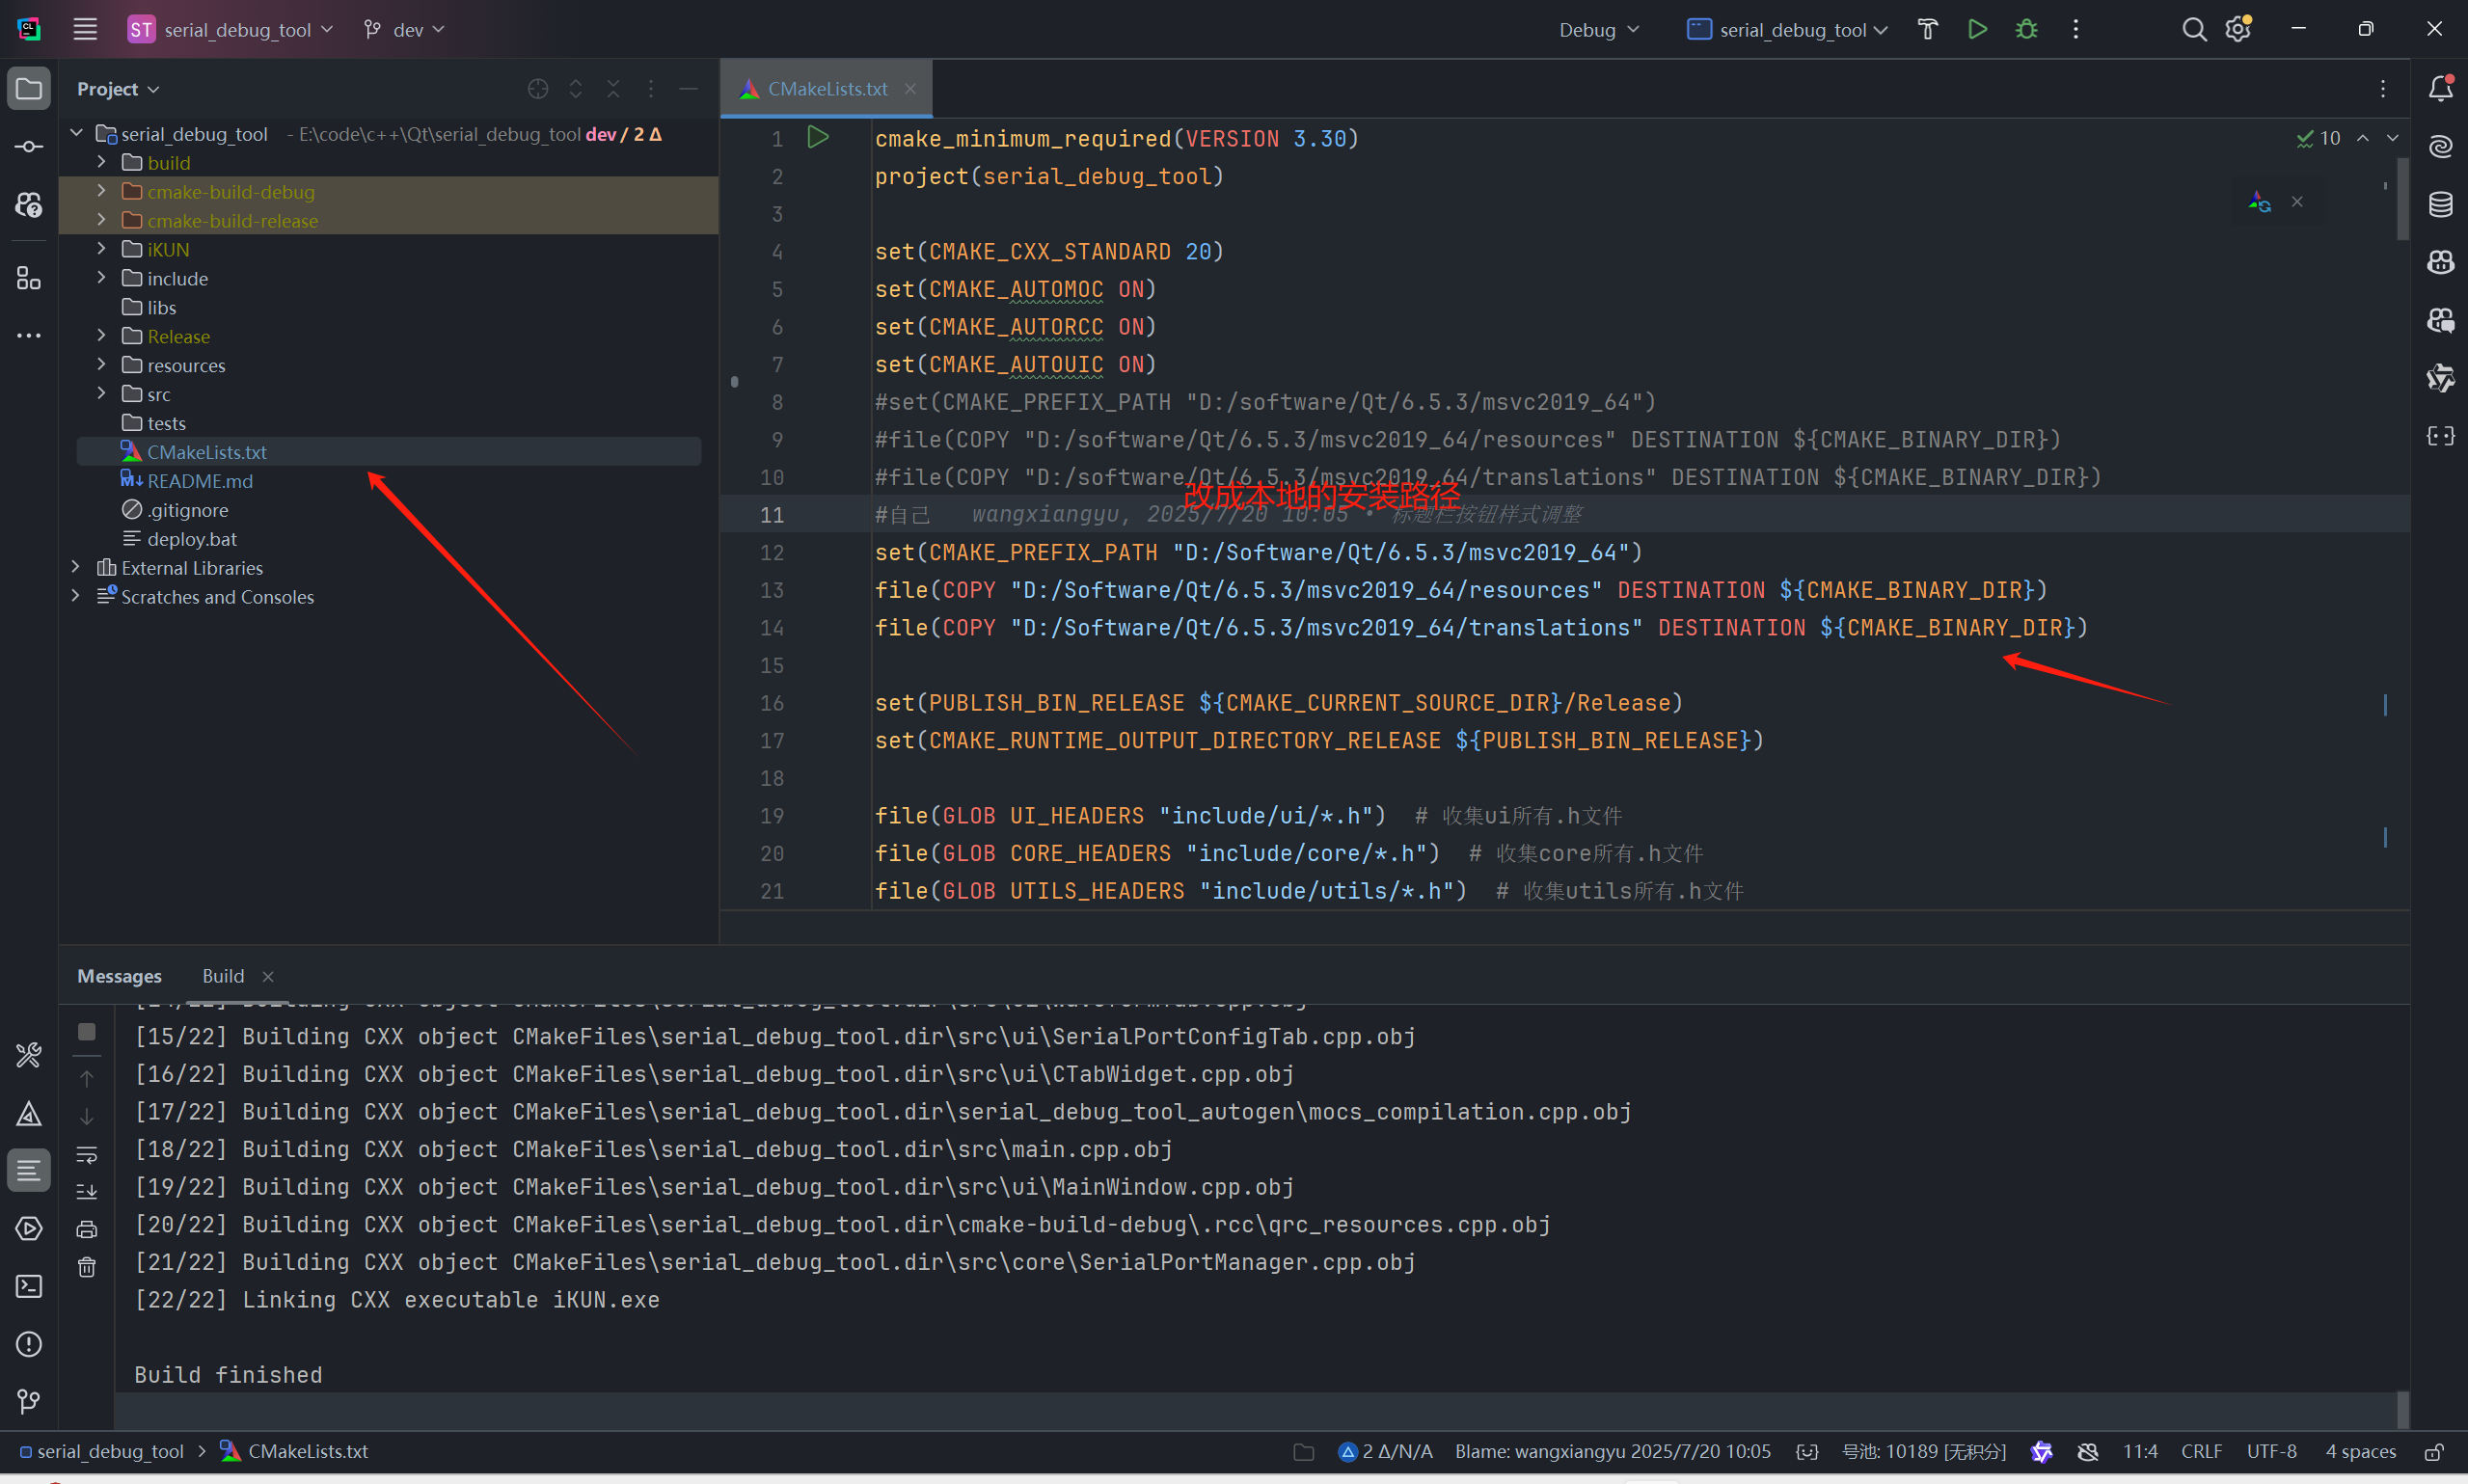 ST serial_debug_tool dev Debug serial_debug_tool
Project
serial_debug_tool - E:\code\c++\Qt\serial_debug_tool dev / 2 Δ
build
cmake-build-debug
cmake-build-release
iKUN
include
libs
Release
resources
src
tests
CMakeLists.txt
README.md
.gitignore
deploy.bat
External Libraries
Scratches and Consoles
CMakeLists.txt
10
1 cmake_minimum_required(VERSION 3.30)
2 project(serial_debug_tool)
3
4 set(CMAKE_CXX_STANDARD 20)
5 set(CMAKE_AUTOMOC ON)
6 set(CMAKE_AUTORCC ON)
7 set(CMAKE_AUTOUIC ON)
8 #set(CMAKE_PREFIX_PATH "D:/software/Qt/6.5.3/msvc2019_64")
9 #file(COPY "D:/software/Qt/6.5.3/msvc2019_64/resources" DESTINATION ${CMAKE_BINARY_DIR})
10 #file(COPY "D:/software/Qt/6.5.3/msvc2019_64/translations" DESTINATION ${CMAKE_BINARY_DIR})
改成本地的安装路径
11 #自己 wangxiangyu, 2025/7/20 10:05 · 标题栏按钮样式调整
12 set(CMAKE_PREFIX_PATH "D:/Software/Qt/6.5.3/msvc2019_64")
13 file(COPY "D:/Software/Qt/6.5.3/msvc2019_64/resources" DESTINATION ${CMAKE_BINARY_DIR})
14 file(COPY "D:/Software/Qt/6.5.3/msvc2019_64/translations" DESTINATION ${CMAKE_BINARY_DIR})
15
16 set(PUBLISH_BIN_RELEASE ${CMAKE_CURRENT_SOURCE_DIR}/Release)
17 set(CMAKE_RUNTIME_OUTPUT_DIRECTORY_RELEASE ${PUBLISH_BIN_RELEASE})
18
19 file(GLOB UI_HEADERS "include/ui/*.h") # 收集ui所有.h文件
20 file(GLOB CORE_HEADERS "include/core/*.h") # 收集core所有.h文件
21 file(GLOB UTILS_HEADERS "include/utils/*.h") # 收集utils所有.h文件
Messages Build
[15/22] Building CXX object CMakeFiles\serial_debug_tool.dir\src\ui\SerialPortConfigTab.cpp.obj
[16/22] Building CXX object CMakeFiles\serial_debug_tool.dir\src\ui\CTabWidget.cpp.obj
[17/22] Building CXX object CMakeFiles\serial_debug_tool.dir\serial_debug_tool_autogen\mocs_compilation.cpp.obj
[18/22] Building CXX object CMakeFiles\serial_debug_tool.dir\src\main.cpp.obj
[19/22] Building CXX object CMakeFiles\serial_debug_tool.dir\src\ui\MainWindow.cpp.obj
[20/22] Building CXX object CMakeFiles\serial_debug_tool.dir\cmake-build-debug\.rcc\qrc_resources.cpp.obj
[21/22] Building CXX object CMakeFiles\serial_debug_tool.dir\src\core\SerialPortManager.cpp.obj
[22/22] Linking CXX executable iKUN.exe
Build finished
serial_debug_tool CMakeLists.txt 2 Δ/N/A Blame: wangxiangyu 2025/7/20 10:05 号池: 10189 [无积分] 11:4 CRLF UTF-8 4 spaces